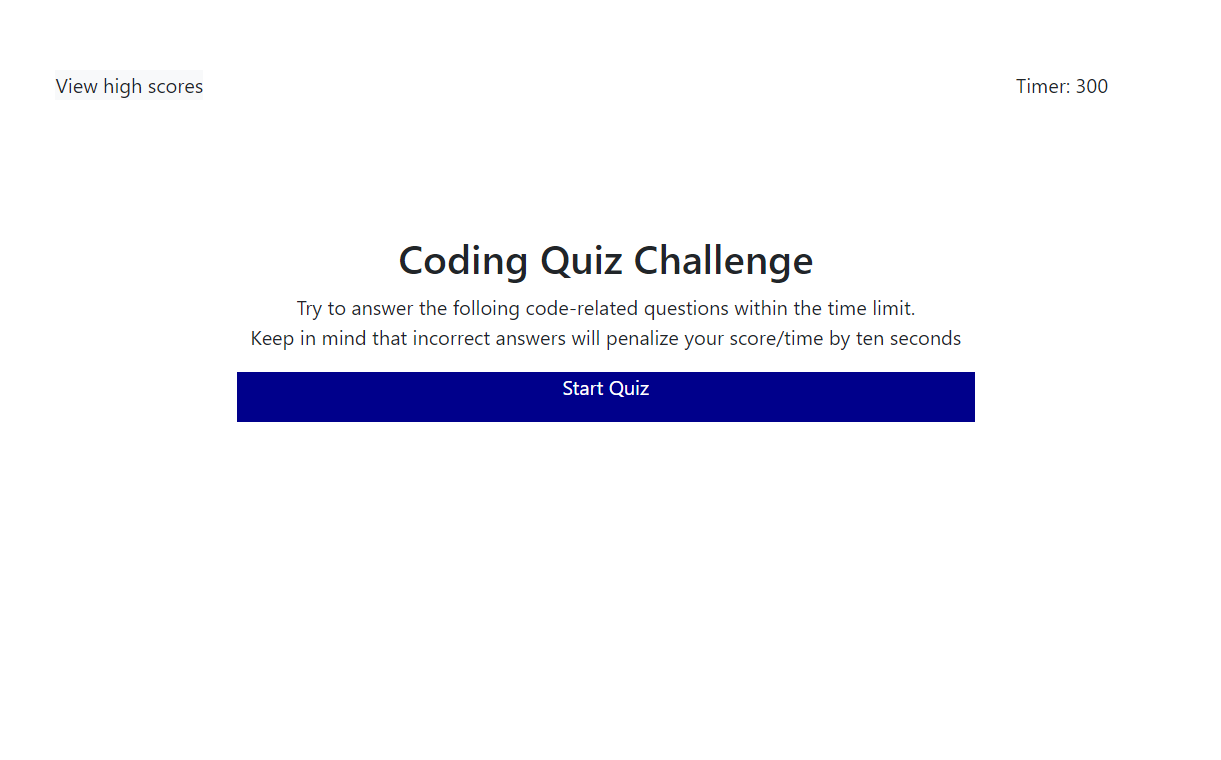 View high scores
Timer: 300
Coding Quiz Challenge
Try to answer the folloing code-related questions within the time limit.
Keep in mind that incorrect answers will penalize your score/time by ten seconds
Start Quiz